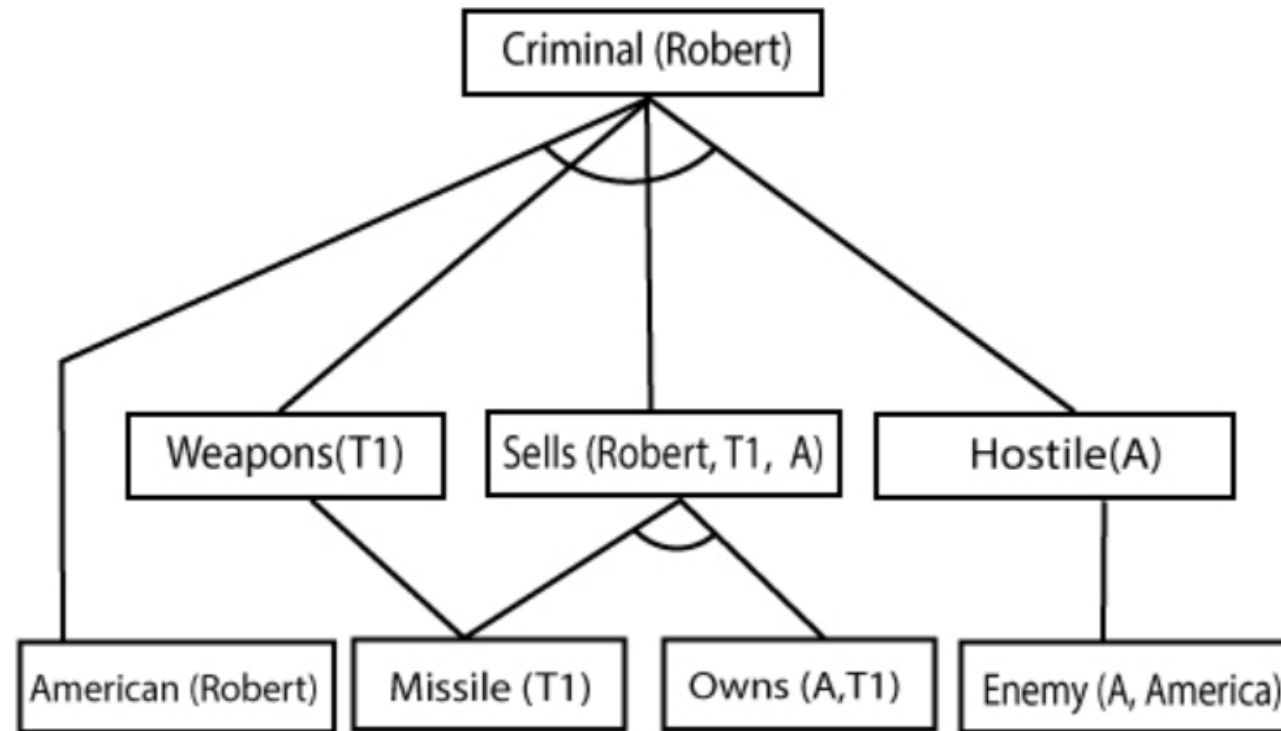 Criminal (Robert)
Weapons(T1)
Sells (Robert, T1, A)
Hostile(A)
American (Robert)
Missile (T1)
Owns (A,T1)
Enemy (A, America)